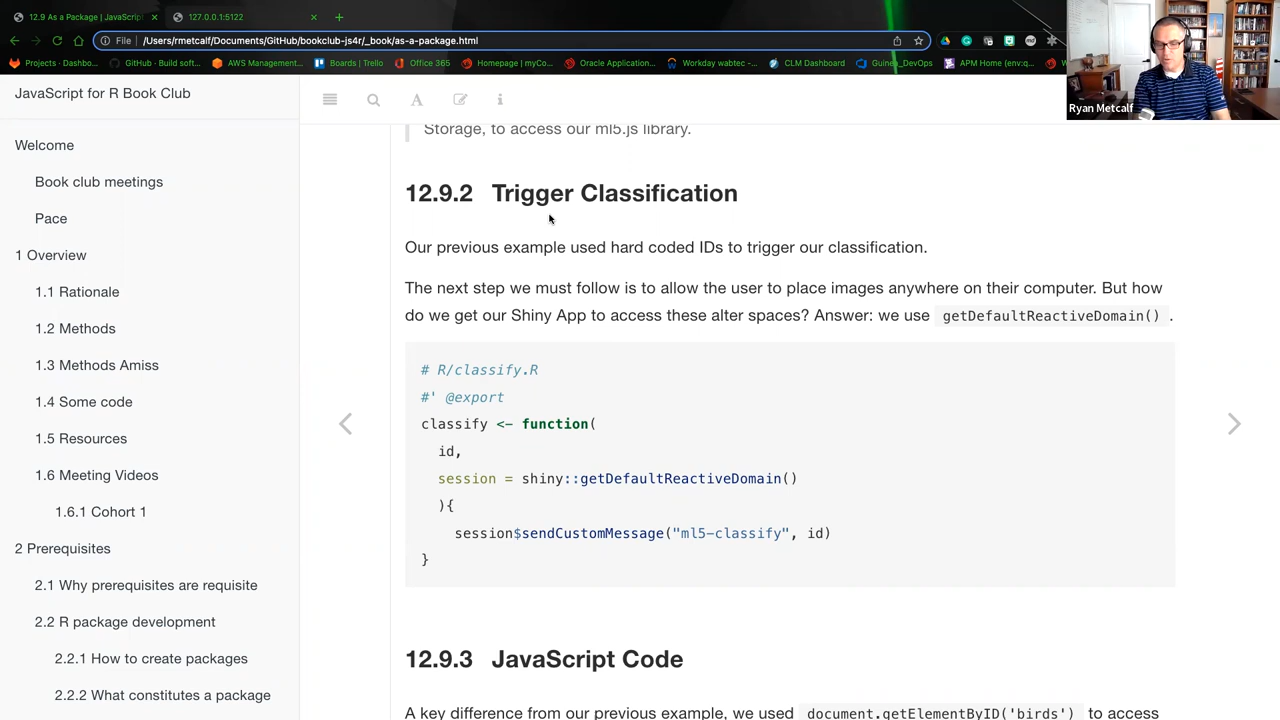 12.9 As a Package | JavaScript
127.0.0.1:5122
File
/Users/rmetcalf/Documents/GitHub/bookclub-js4r/_book/as-a-package.html
Projects - Dashbo...
GitHub - Build soft...
AWS Management...
Boards | Trello
Office 365
Homepage | myCo...
Oracle Application...
Workday wabtec -...
CLM Dashboard
Guinea_DevOps
APM Home (env:q...
Ryan Metcalf
JavaScript for R Book Club
Welcome
Book club meetings
Pace
1 Overview
1.1 Rationale
1.2 Methods
1.3 Methods Amiss
1.4 Some code
1.5 Resources
1.6 Meeting Videos
1.6.1 Cohort 1
2 Prerequisites
2.1 Why prerequisites are requisite
2.2 R package development
2.2.1 How to create packages
2.2.2 What constitutes a package
Storage, to access our ml5.js library.
12.9.2 Trigger Classification
Our previous example used hard coded IDs to trigger our classification.
The next step we must follow is to allow the user to place images anywhere on their computer. But how
do we get our Shiny App to access these alter spaces? Answer: we use getDefaultReactiveDomain() .
# R/classify.R
#' @export
classify <- function(
id,
session = shiny::getDefaultReactiveDomain()
){
session$sendCustomMessage("ml5-classify", id)
}
12.9.3 JavaScript Code
A key difference from our previous example, we used document.getElementByID('birds') to access